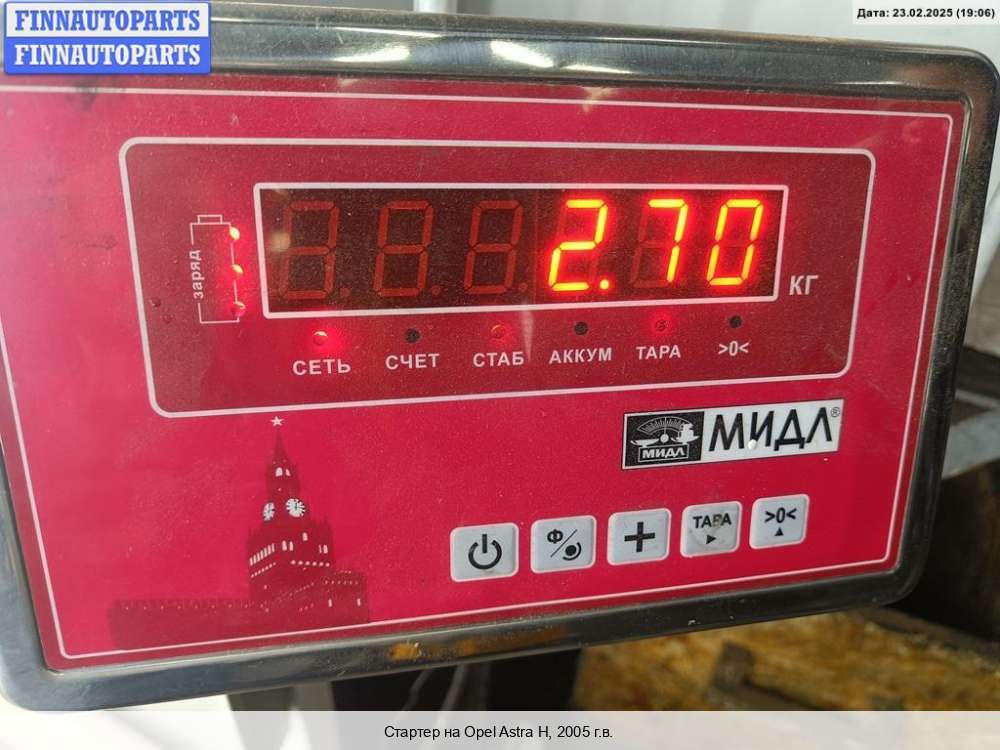 FINNAUTOPARTS
FINNAUTOPARTS
Дата: 23.02.2025 (19:06)
заряд
2.70
КГ
СЕТЬ СЧЕТ СТАБ АККУМ ТАРА >0<
МИДЛ МИДЛ®
Ф
ТАРА >0<
Стартер на Opel Astra H, 2005 г.в.